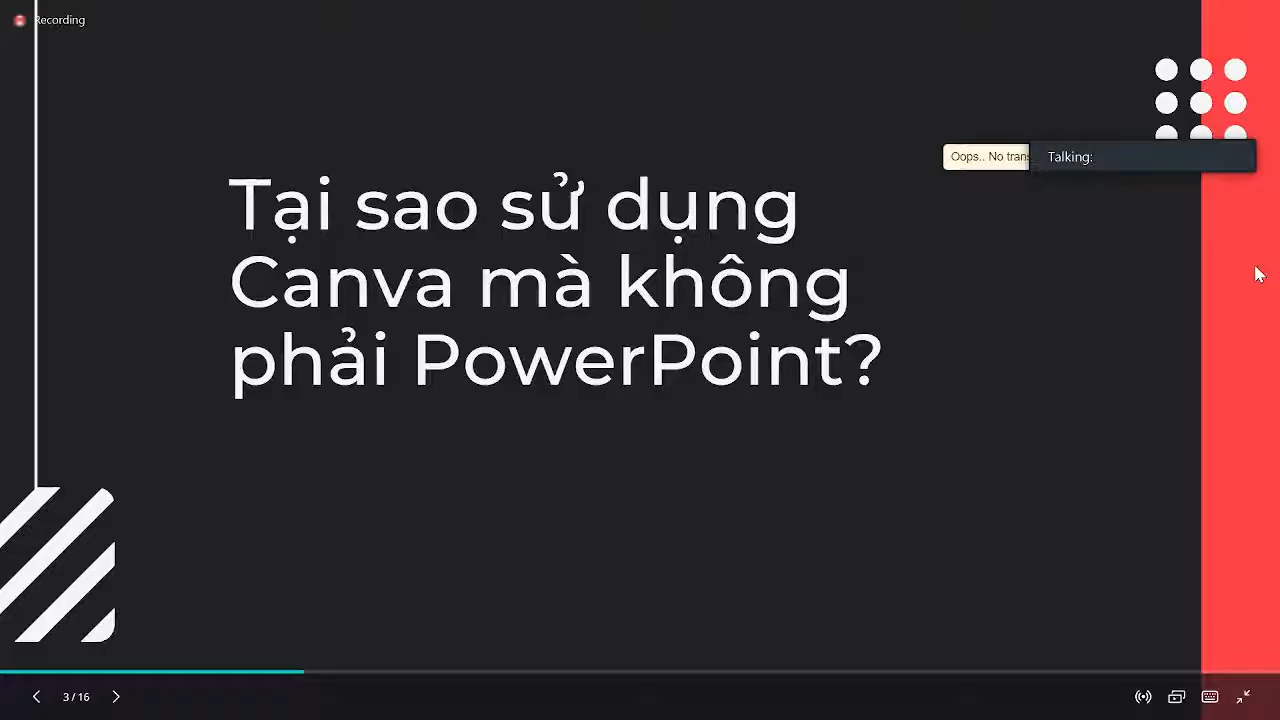 Recording
Oops.. No trans
Talking:
Tại sao sử dụng
Canva mà không
phải PowerPoint?
3 / 16